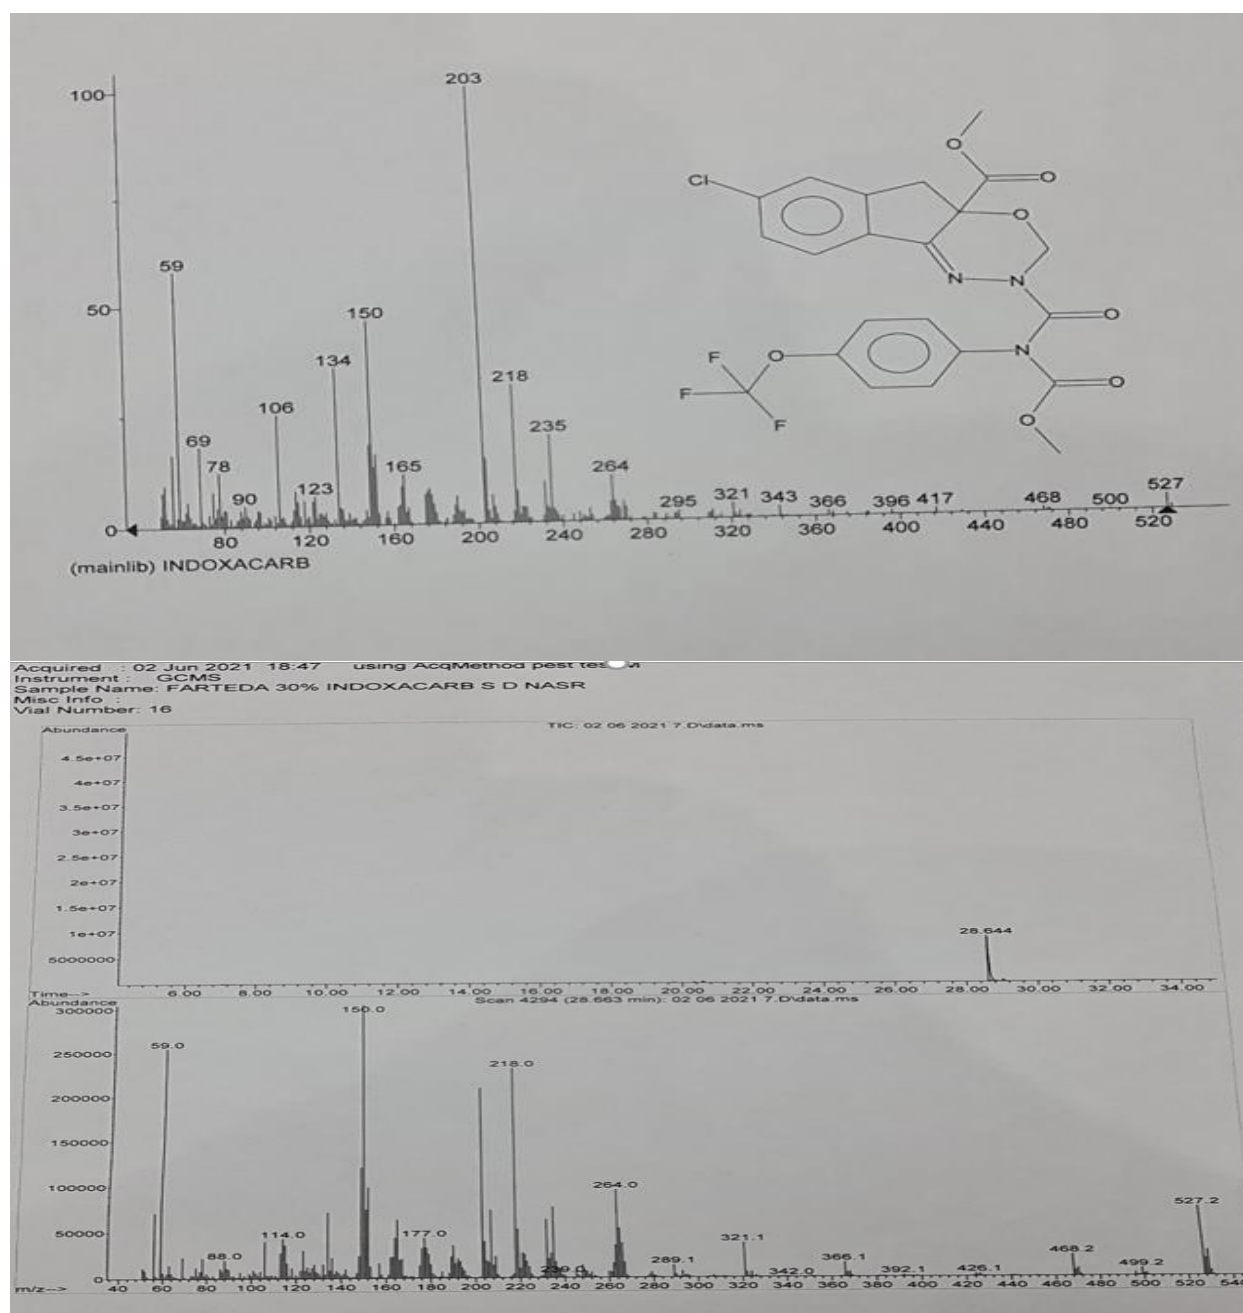 203
100
59
50
150
134
218
106
235
69
78
165
264
90
123
295 321 343 366 396 417 468 500 527
0
80 120 160 200 240 280 320 360 400 440 480 520
(mainlib) INDOXACARB
Cl
O
O
O
N N
O
N
O
O
F O
F
F
Acquired : 02 Jun 2021 18:47 using AcqMethod pest
Instrument : GCMS
Sample Name: FARTEDA 30% INDOXACARB S D NASR
Misc Info :
Vial Number: 16
Abundance
TIC: 02 06 2021 7.D\data.ms
4.5e+07
4e+07
3.5e+07
3e+07
2.5e+07
2e+07
1.5e+07
1e+07
28.644
5000000
Time-->
6.00 8.00 10.00 12.00 14.00 16.00 18.00 20.00 22.00 24.00 26.00 28.00 30.00 32.00 34.00
Abundance
Scan 4294 (28.663 min): 02 06 2021 7.D\data.ms
300000
150.0
59.0
250000
218.0
200000
150000
100000
264.0
527.2
50000
114.0
177.0
321.1
88.0
239.0
289.1
342.0
366.1
392.1
426.1
468.2
499.2
0
m/z-->
40 60 80 100 120 140 160 180 200 220 240 260 280 300 320 340 360 380 400 420 440 460 480 500 520